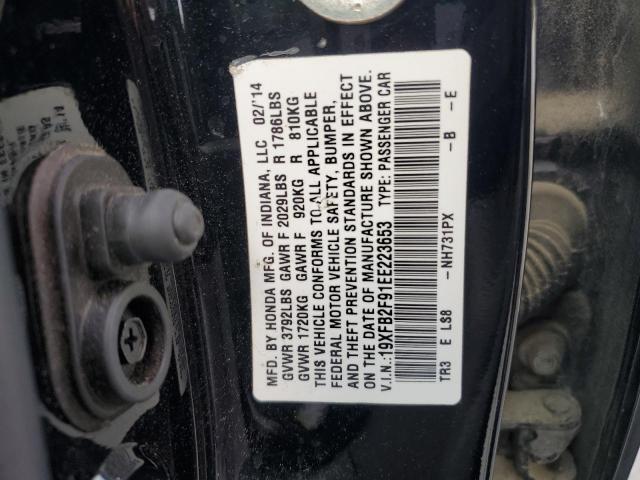 MFD. BY HONDA MFG. OF INDIANA, LLC 02/'14
GVWR 3792LBS GAWR F 2029LBS R 1786LBS
GVWR 1720KG GAWR F 920KG R 810KG
THIS VEHICLE CONFORMS TO ALL APPLICABLE
FEDERAL MOTOR VEHICLE SAFETY, BUMPER,
AND THEFT PREVENTION STANDARDS IN EFFECT
ON THE DATE OF MANUFACTURE SHOWN ABOVE.
V.I.N.:19XFB2F91EE223653 TYPE: PASSENGER CAR
TR3 E LS8 -NH731PX -B -E